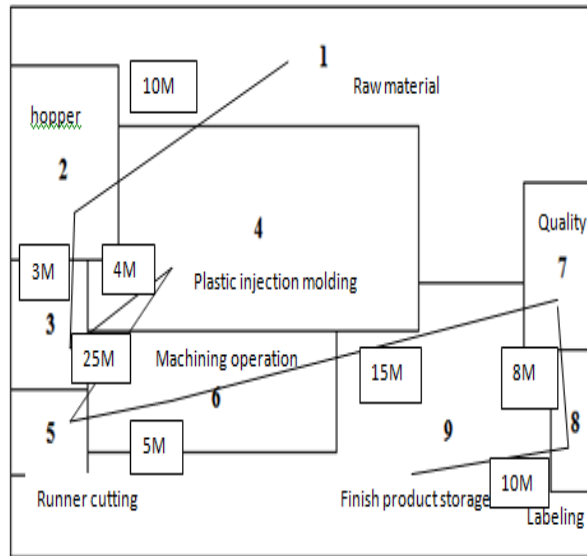 1
10M
Raw material
hopper
2
4
Quality
7
3M
4M
Plastic injection molding
3
25M
Machining operation
15M
8M
6
5
5M
9
8
Runner cutting
Finish product storage
10M
Labeling